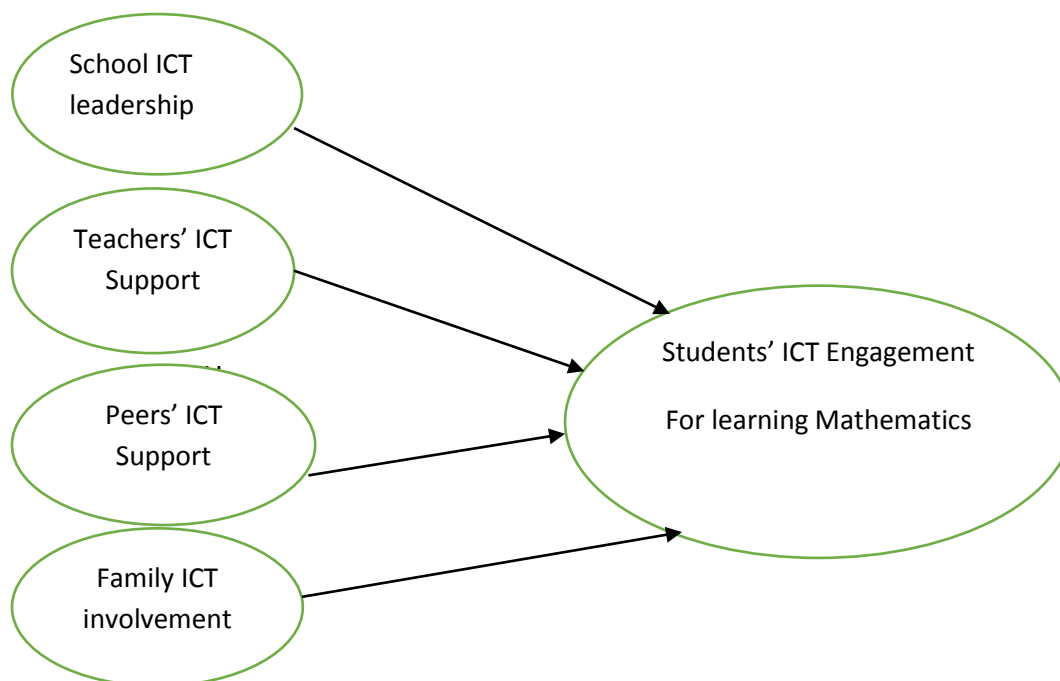 School ICT
leadership
Teachers’ ICT
Support
Peers’ ICT
Support
Family ICT
involvement
Students’ ICT Engagement
For learning Mathematics